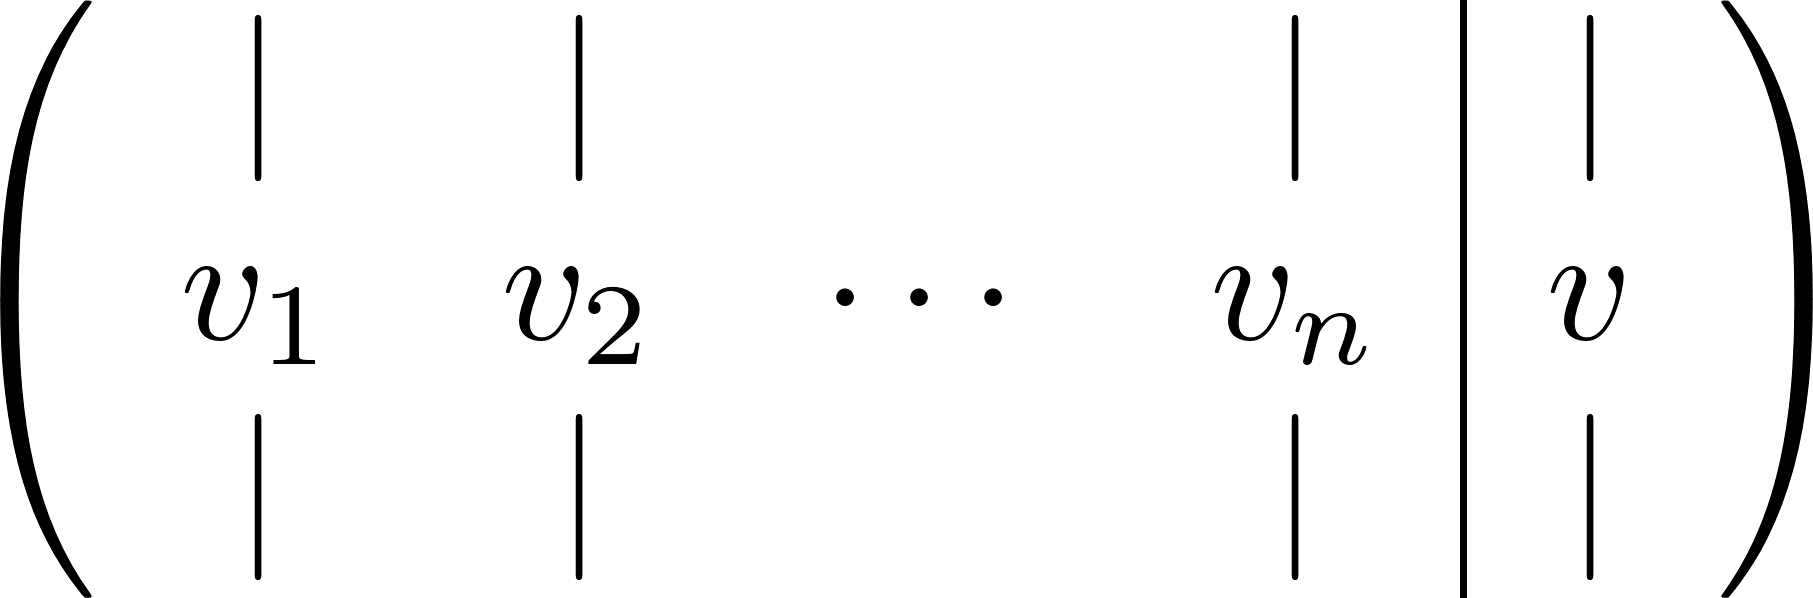 ( | | | | | )
v₁ v₂ ⋯ vₙ | v
| | | |